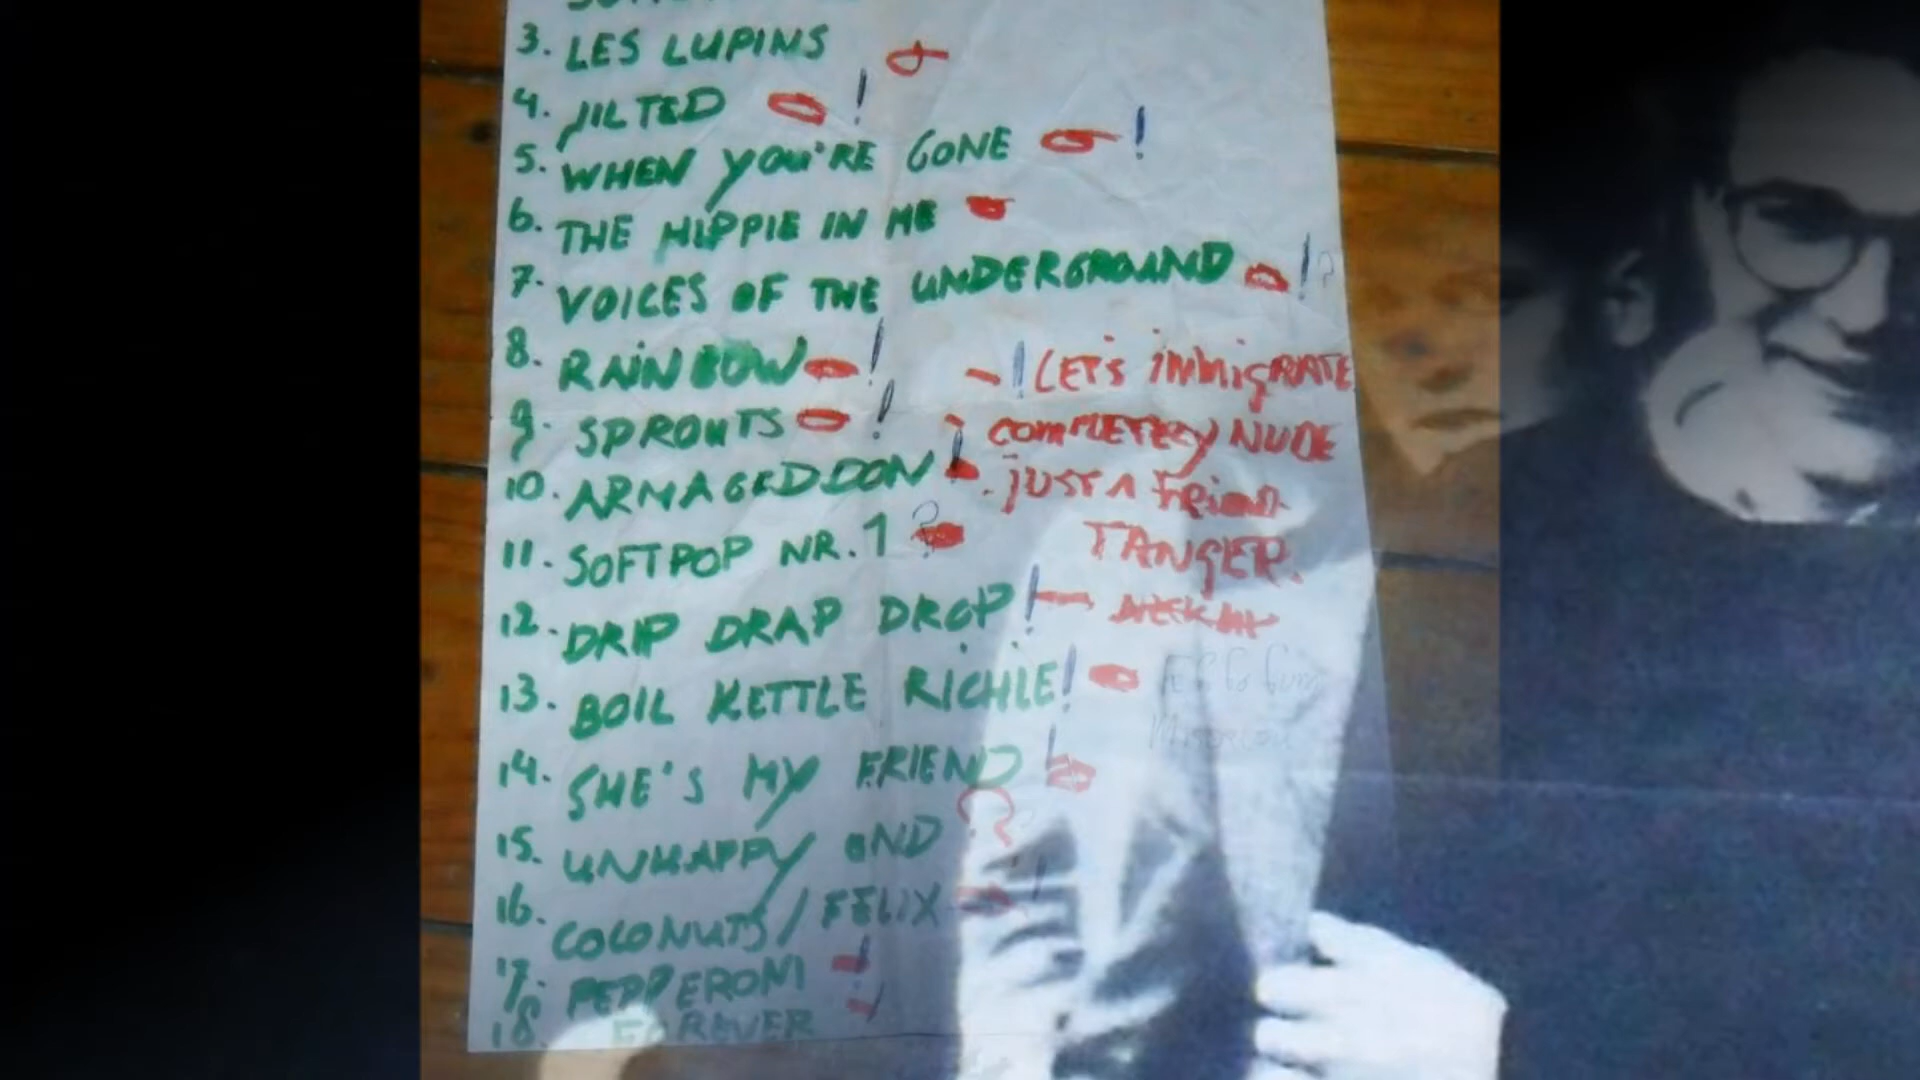 3. LES LUPINS
4. JILTED !
5. WHEN YOU'RE GONE !
6. THE HIPPIE IN ME
7. VOICES OF THE UNDERGROUND !?
8. RAINBOW ! - ! LET'S IMMIGRATE
9. SPROUTS ! - COMPLETELY NUDE
10. ARMAGEDDON ! . JUST A FRIEND
11. SOFTPOP NR. 1 ? TANGER.
12. DRIP DRAP DROP !
13. BOIL KETTLE RICHIE !
14. SHE'S MY FRIEND !
15. UNHAPPY END ?
16. COCONUTS / FELIX !
17. PEPPERONI !
18. FOREVER